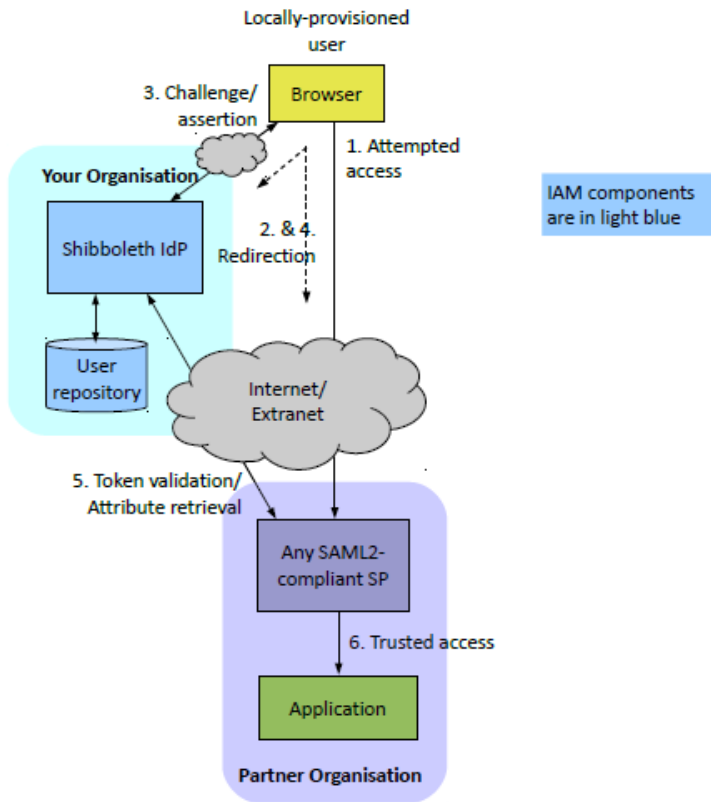 Locally-provisioned
user
Browser
3. Challenge/
assertion
1. Attempted
access
Your Organisation
IAM components
are in light blue
Shibboleth IdP
2. & 4.
Redirection
User
repository
Internet/
Extranet
5. Token validation/
Attribute retrieval
Any SAML2-
compliant SP
6. Trusted access
Application
Partner Organisation